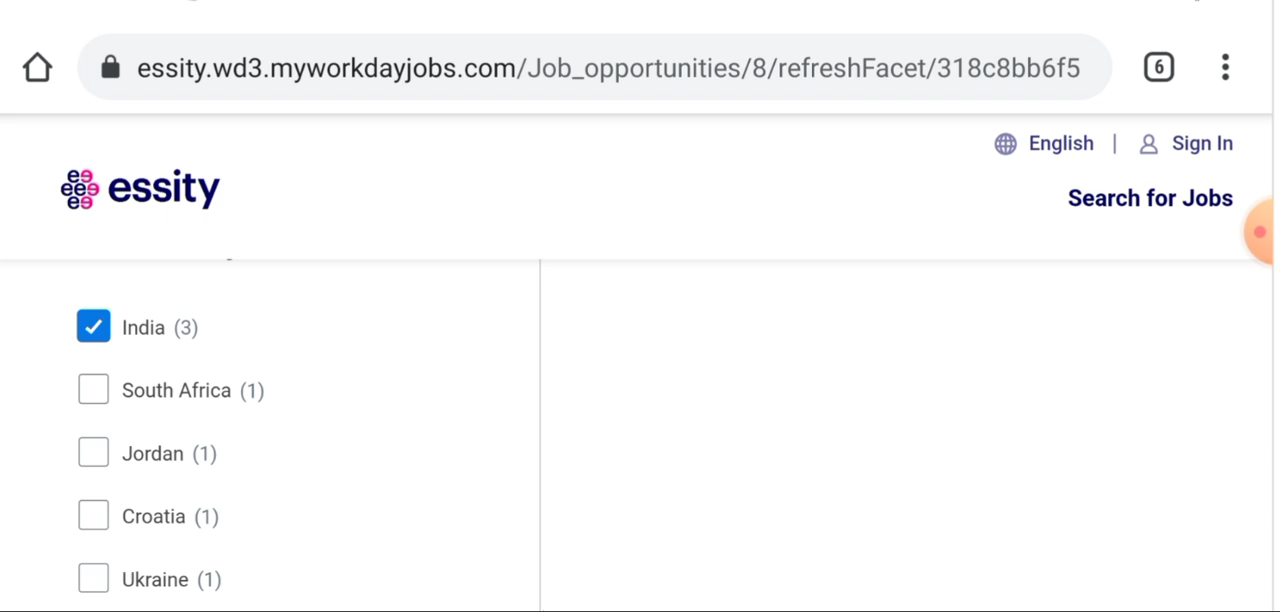 essity.wd3.myworkdayjobs.com/Job_opportunities/8/refreshFacet/318c8bb6f5
6
English | Sign In
essity
Search for Jobs
India (3)
South Africa (1)
Jordan (1)
Croatia (1)
Ukraine (1)